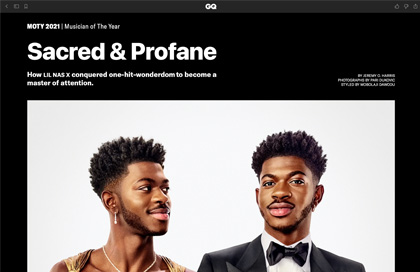 GQ
MOTY 2021 | Musician of The Year
Sacred & Profane
How LIL NAS X conquered one-hit-wonderdom to become a
master of attention.
BY JEREMY O. HARRIS
PHOTOGRAPHS BY PARI DUKOVIC
STYLED BY MOBOLAJI DAWODU